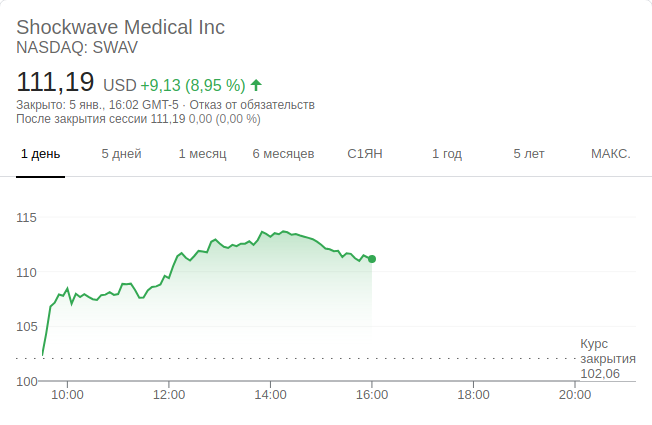 Shockwave Medical Inc
NASDAQ: SWAV
111,19 USD +9,13 (8,95 %)
Закрыто: 5 янв., 16:02 GMT-5 · Отказ от обязательств
После закрытия сессии 111,19 0,00 (0,00 %)
1 день 5 дней 1 месяц 6 месяцев С1ЯН 1 год 5 лет МАКС.
115
110
105
Курс
закрытия
102,06
100
10:00 12:00 14:00 16:00 18:00 20:00